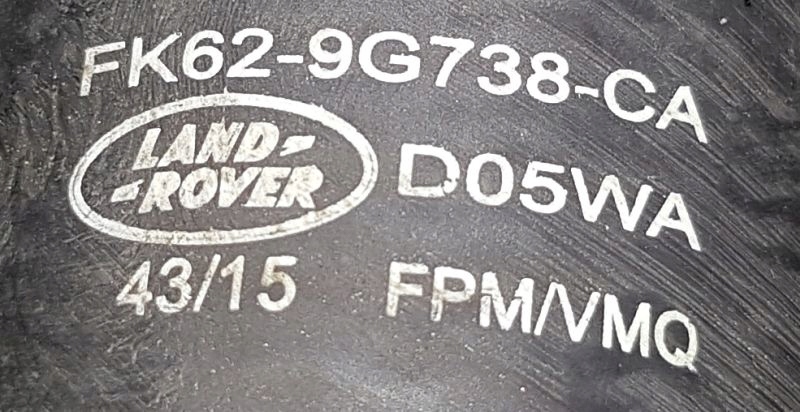 FK62-9G738-CA
LAND-
-ROVER
D05WA
43/15 FPM/VMQ